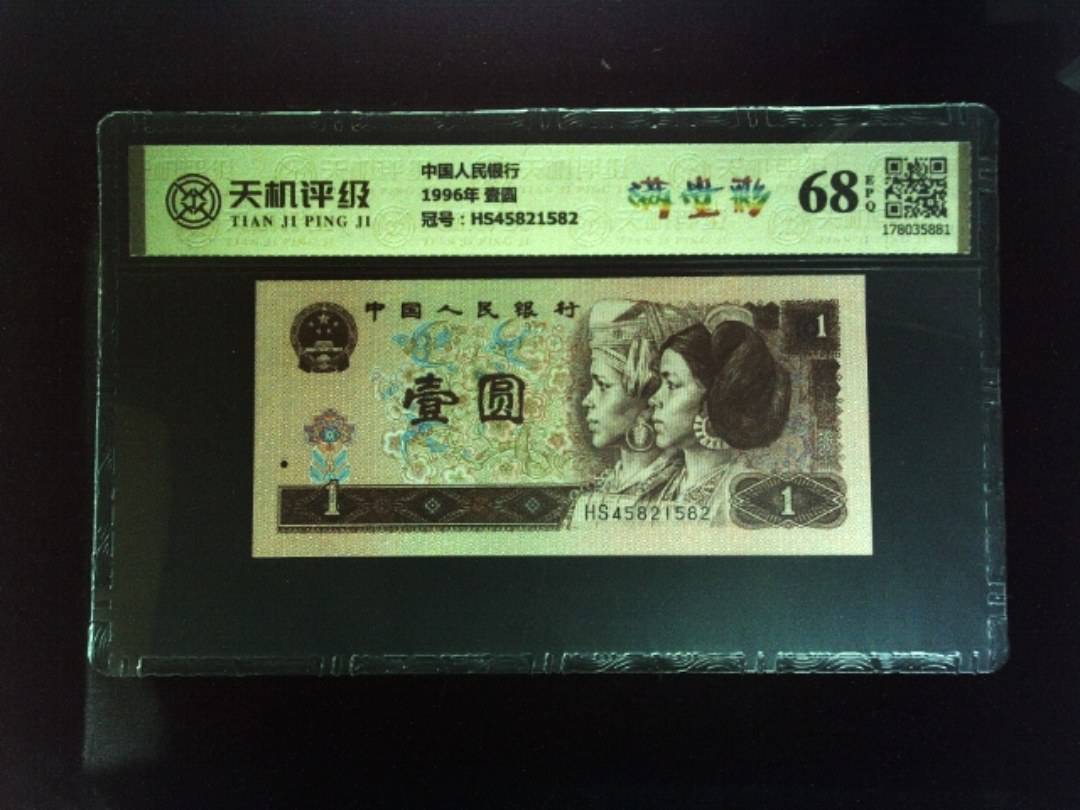 天机评级
TIAN JI PING JI
中国人民银行
1996年 壹圆
冠号：HS45821582
满堂彩
68
EPQ
178035881
中国人民银行
1
壹圆
1
HS45821582
1